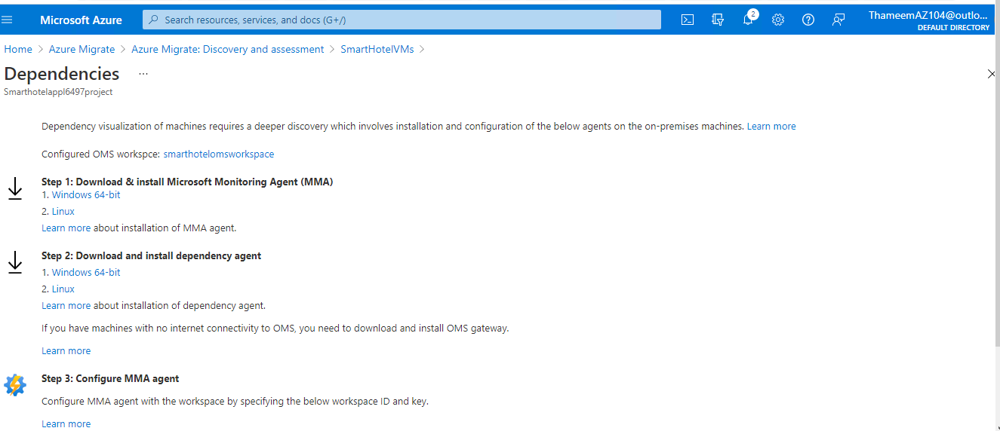 Microsoft Azure
Search resources, services, and docs (G+/)
2
ThameemAZ104@outlo...
DEFAULT DIRECTORY
Home > Azure Migrate > Azure Migrate: Discovery and assessment > SmartHotelVMs >
Dependencies ...
Smarthotelappl6497project
Dependency visualization of machines requires a deeper discovery which involves installation and configuration of the below agents on the on-premises machines. Learn more
Configured OMS workspce: smarthotelomsworkspace
Step 1: Download & install Microsoft Monitoring Agent (MMA)
1. Windows 64-bit
2. Linux
Learn more about installation of MMA agent.
Step 2: Download and install dependency agent
1. Windows 64-bit
2. Linux
Learn more about installation of dependency agent.
If you have machines with no internet connectivity to OMS, you need to download and install OMS gateway.
Learn more
Step 3: Configure MMA agent
Configure MMA agent with the workspace by specifying the below workspace ID and key.
Learn more